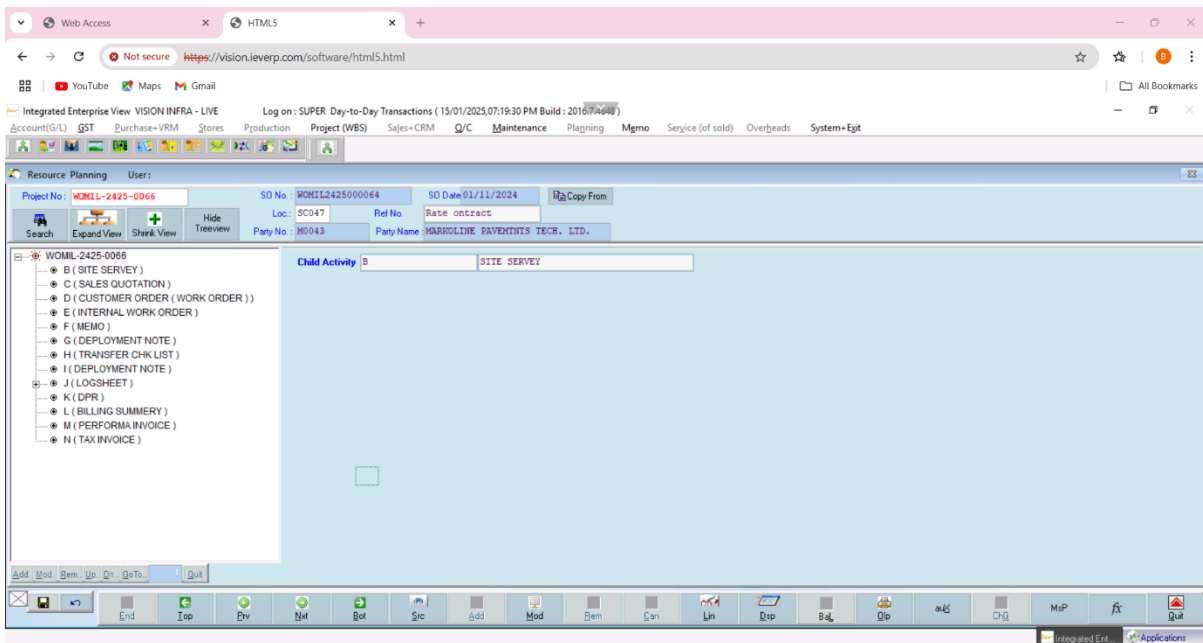 Web Access × HTML5 × +
Not secure https://vision.ieverp.com/software/html5.html B
YouTube Maps Gmail All Bookmarks
Integrated Enterprise View VISION INFRA - LIVE Log on : SUPER Day-to-Day Transactions ( 15/01/2025,07:19:30 PM Build : 2016.7.4648 )
Account(G/L) GST Purchase+VRM Stores Production Project (WBS) Sales+CRM Q/C Maintenance Planning Memo Service (of sold) Overheads System+Exit
Resource Planning User :
Project No : WOMIL-2425-0066 SO No. : WOMIL2425000064 SO Date 01/11/2024 Copy From
Loc.: SC047 Ref No. Rate ontract
Search Expand View Shrink View Hide Treeview Party No. : M0043 Party Name : MARKOLINE PAVEMTNTS TECH. LTD.
WOMIL-2425-0066
Child Activity B SITE SERVEY
B ( SITE SERVEY )
C ( SALES QUOTATION )
D ( CUSTOMER ORDER ( WORK ORDER ) )
E ( INTERNAL WORK ORDER )
F ( MEMO )
G ( DEPLOYMENT NOTE )
H ( TRANSFER CHK LIST )
I ( DEPLOYMENT NOTE )
J ( LOGSHEET )
K ( DPR )
L ( BILLING SUMMERY )
M ( PERFORMA INVOICE )
N ( TAX INVOICE )
Add. Mod. Rem.. Up. Dn.. GoTo.. 1 Quit
End Top Prv Nxt Bot Src Add Mod Rem Can Lin Dsp Bal. Olp ChG MsP fx Quit
Integrated Ent... Applications